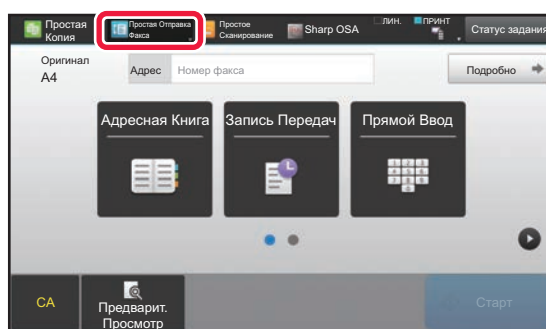 Простая
Копия
Простая Отправка
Факса
Простое
Сканирование
Sharp OSA
ЛИН.
ПРИНТ
Статус задания
Оригинал
A4
Адрес
Номер факса
Подробно
Адресная Книга
Запись Передач
Прямой Ввод
CA
Предварит.
Просмотр
Старт